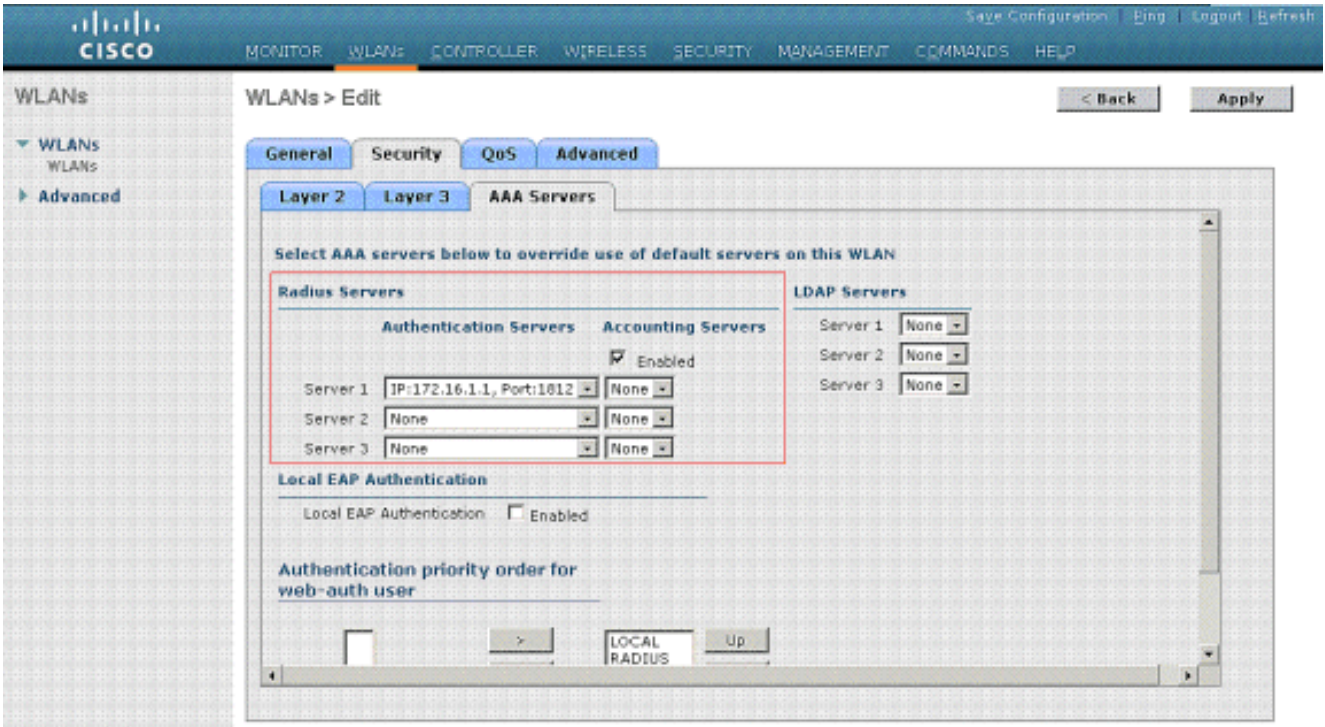 Save Configuration | Ping | Logout | Refresh
CISCO
MONITOR WLANs CONTROLLER WIRELESS SECURITY MANAGEMENT COMMANDS HELP
WLANs
WLANs > Edit
< Back
Apply
WLANs
WLANs
Advanced
General Security QoS Advanced
Layer 2 Layer 3 AAA Servers
Select AAA servers below to override use of default servers on this WLAN
Radius Servers
LDAP Servers
Authentication Servers Accounting Servers
Enabled
Server 1 IP:172.16.1.1, Port:1812 None
Server 2 None None
Server 3 None None
Server 1 None
Server 2 None
Server 3 None
Local EAP Authentication
Local EAP Authentication Enabled
Authentication priority order for
web-auth user
>
LOCAL
RADIUS
Up